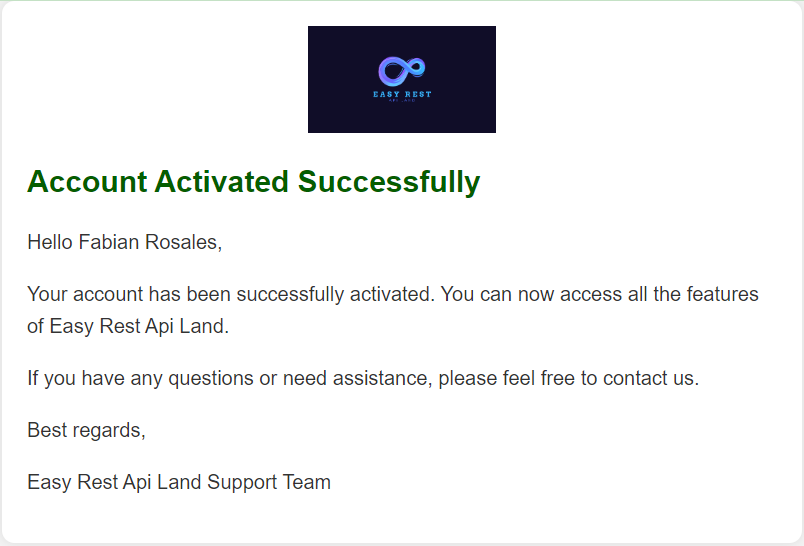 EASY REST
API LAND
Account Activated Successfully
Hello Fabian Rosales,
Your account has been successfully activated. You can now access all the features
of Easy Rest Api Land.
If you have any questions or need assistance, please feel free to contact us.
Best regards,
Easy Rest Api Land Support Team